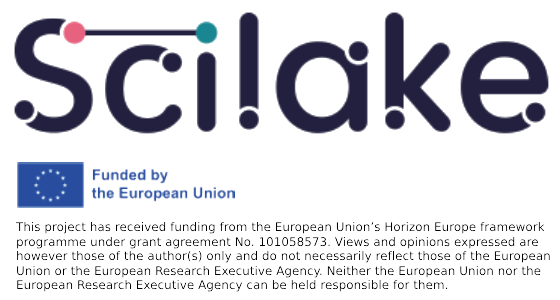 Scilake
Funded by
the European Union
This project has received funding from the European Union’s Horizon Europe framework
programme under grant agreement No. 101058573. Views and opinions expressed are
however those of the author(s) only and do not necessarily reflect those of the European
Union or the European Research Executive Agency. Neither the European Union nor the
European Research Executive Agency can be held responsible for them.